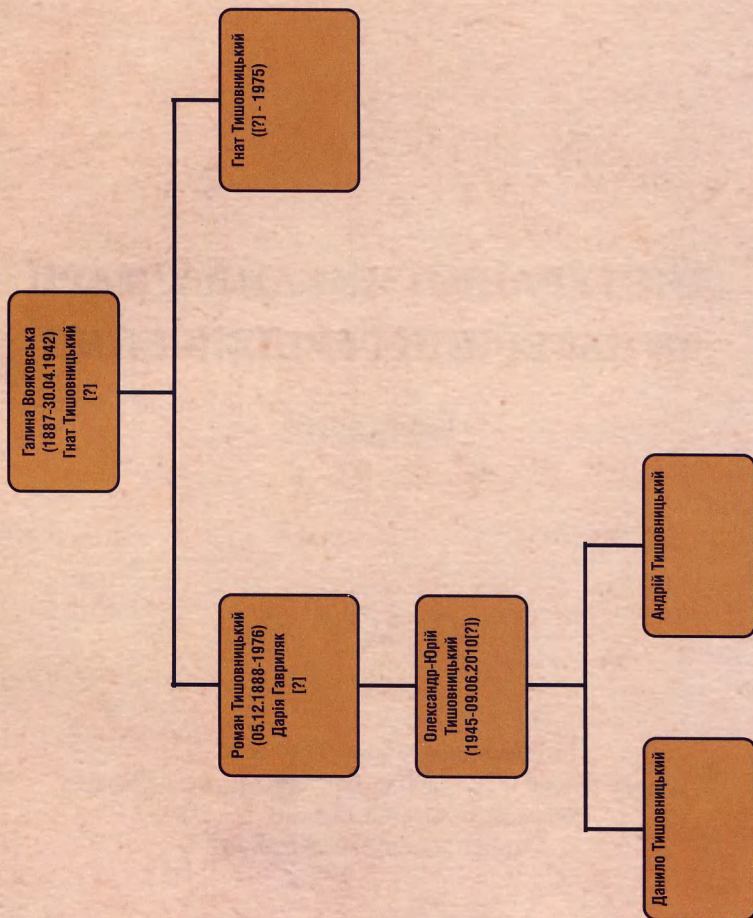 Галина Вояковська
(1887-30.04.1942)
Гнат Тишовницький
[?]
Роман Тишовницький
(05.12.1888-1976)
Дарія Гавриляк
[?]
Гнат Тишовницький
([?] - 1975)
Олександр-Юрій
Тишовницький
(1945-09.06.2010[?])
Данило Тишовницький
Андрій Тишовницький